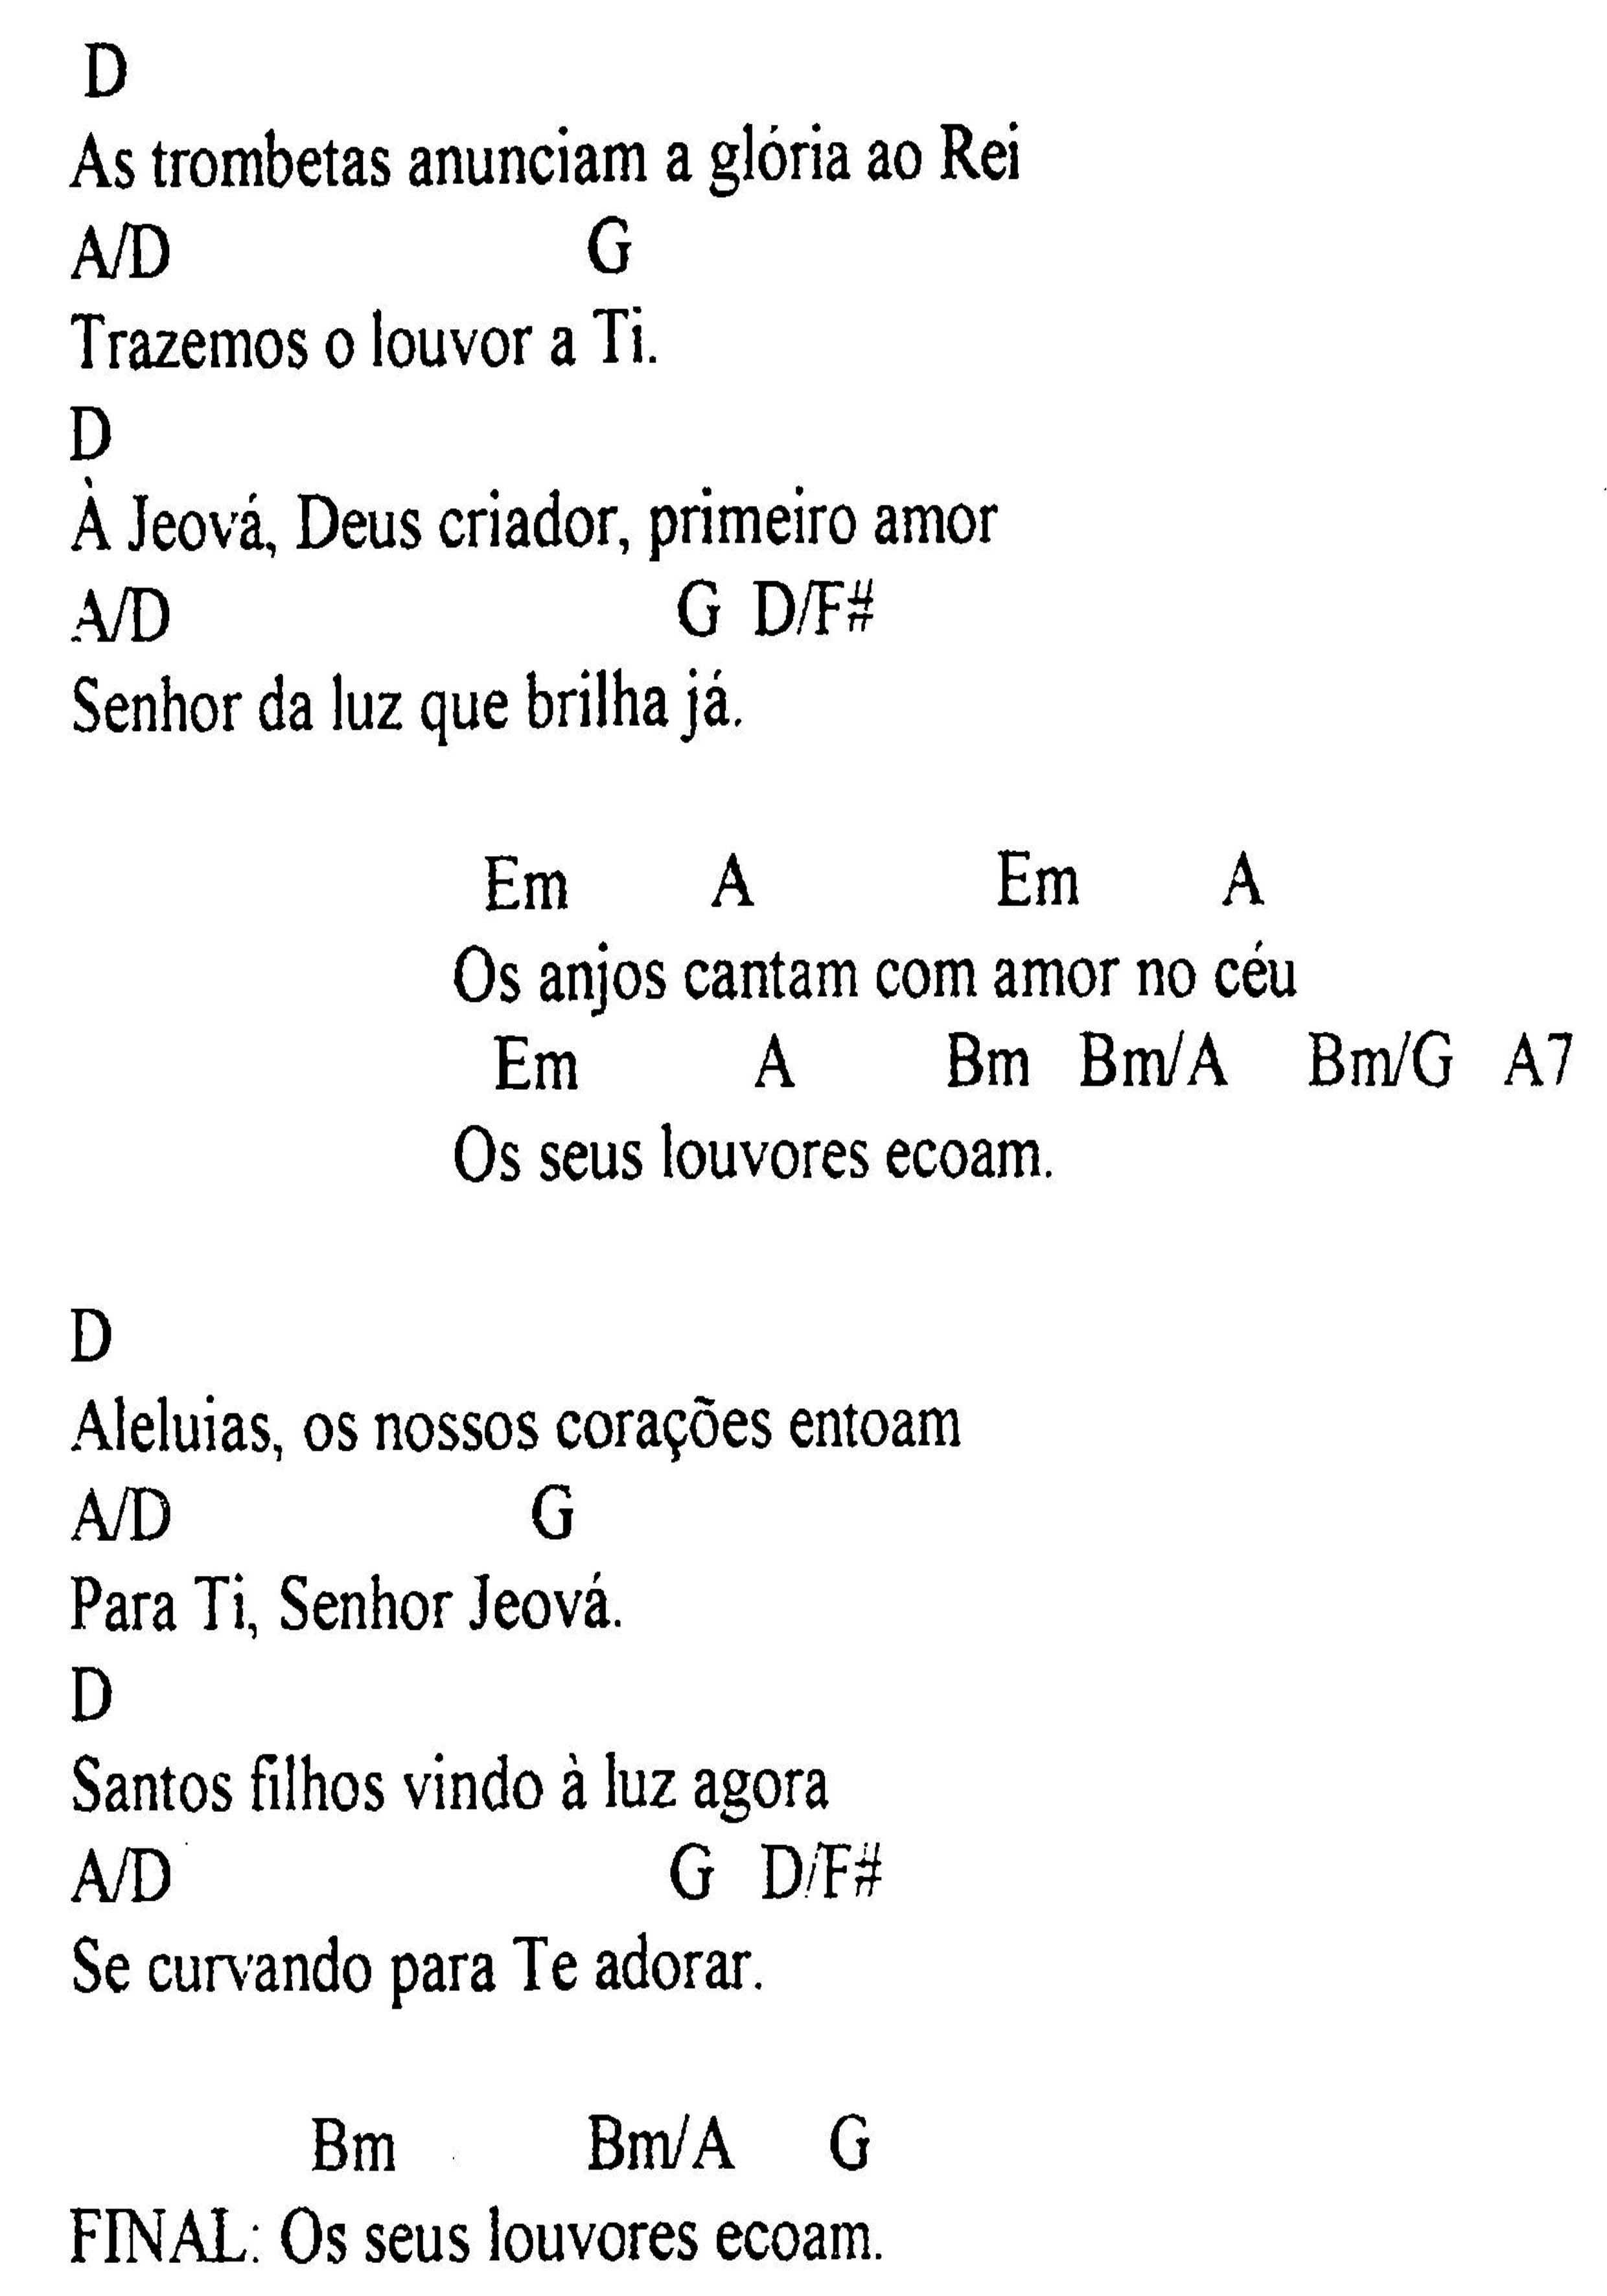 D
As trombetas anunciam a glória ao Rei
A/D G
Trazemos o louvor a Ti.
D
À Jeová, Deus criador, primeiro amor
A/D G D/F#
Senhor da luz que brilha já.
Em A Em A
Os anjos cantam com amor no céu
Em A Bm Bm/A Bm/G A7
Os seus louvores ecoam.
D
Aleluias, os nossos corações entoam
A/D G
Para Ti, Senhor Jeová.
D
Santos filhos vindo à luz agora
A/D G D/F#
Se curvando para Te adorar.
Bm Bm/A G
FINAL: Os seus louvores ecoam.